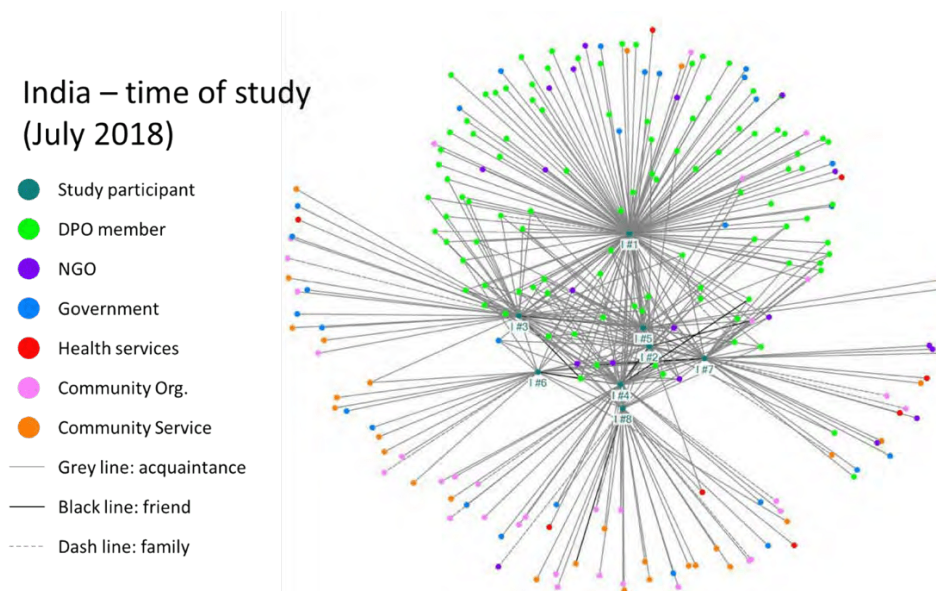 India – time of study
(July 2018)
Study participant
DPO member
NGO
Government
Health services
Community Org.
Community Service
Grey line: acquaintance
Black line: friend
Dash line: family
I #1
I #3
I #5
I #2
I #7
I #6
I #4
I #8